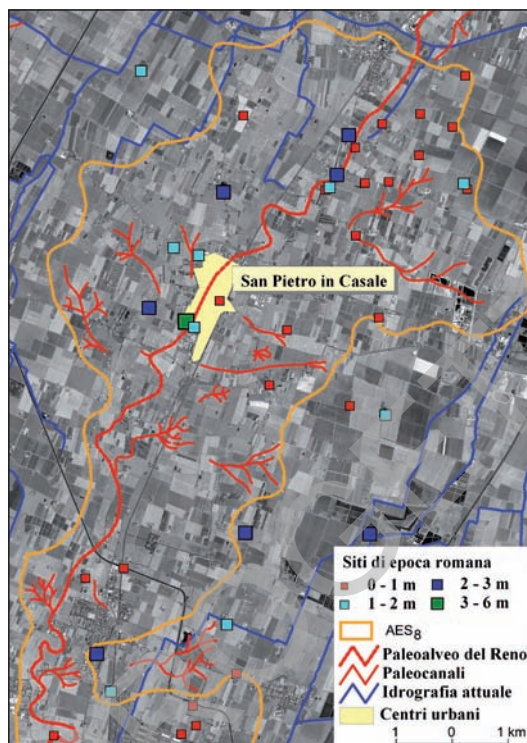 San Pietro in Casale
Siti di epoca romana
0 - 1 m 2 - 3 m
1 - 2 m 3 - 6 m
AES8
Paleoalveo del Reno
Paleocanali
Idrografia attuale
Centri urbani
1 0 1 km